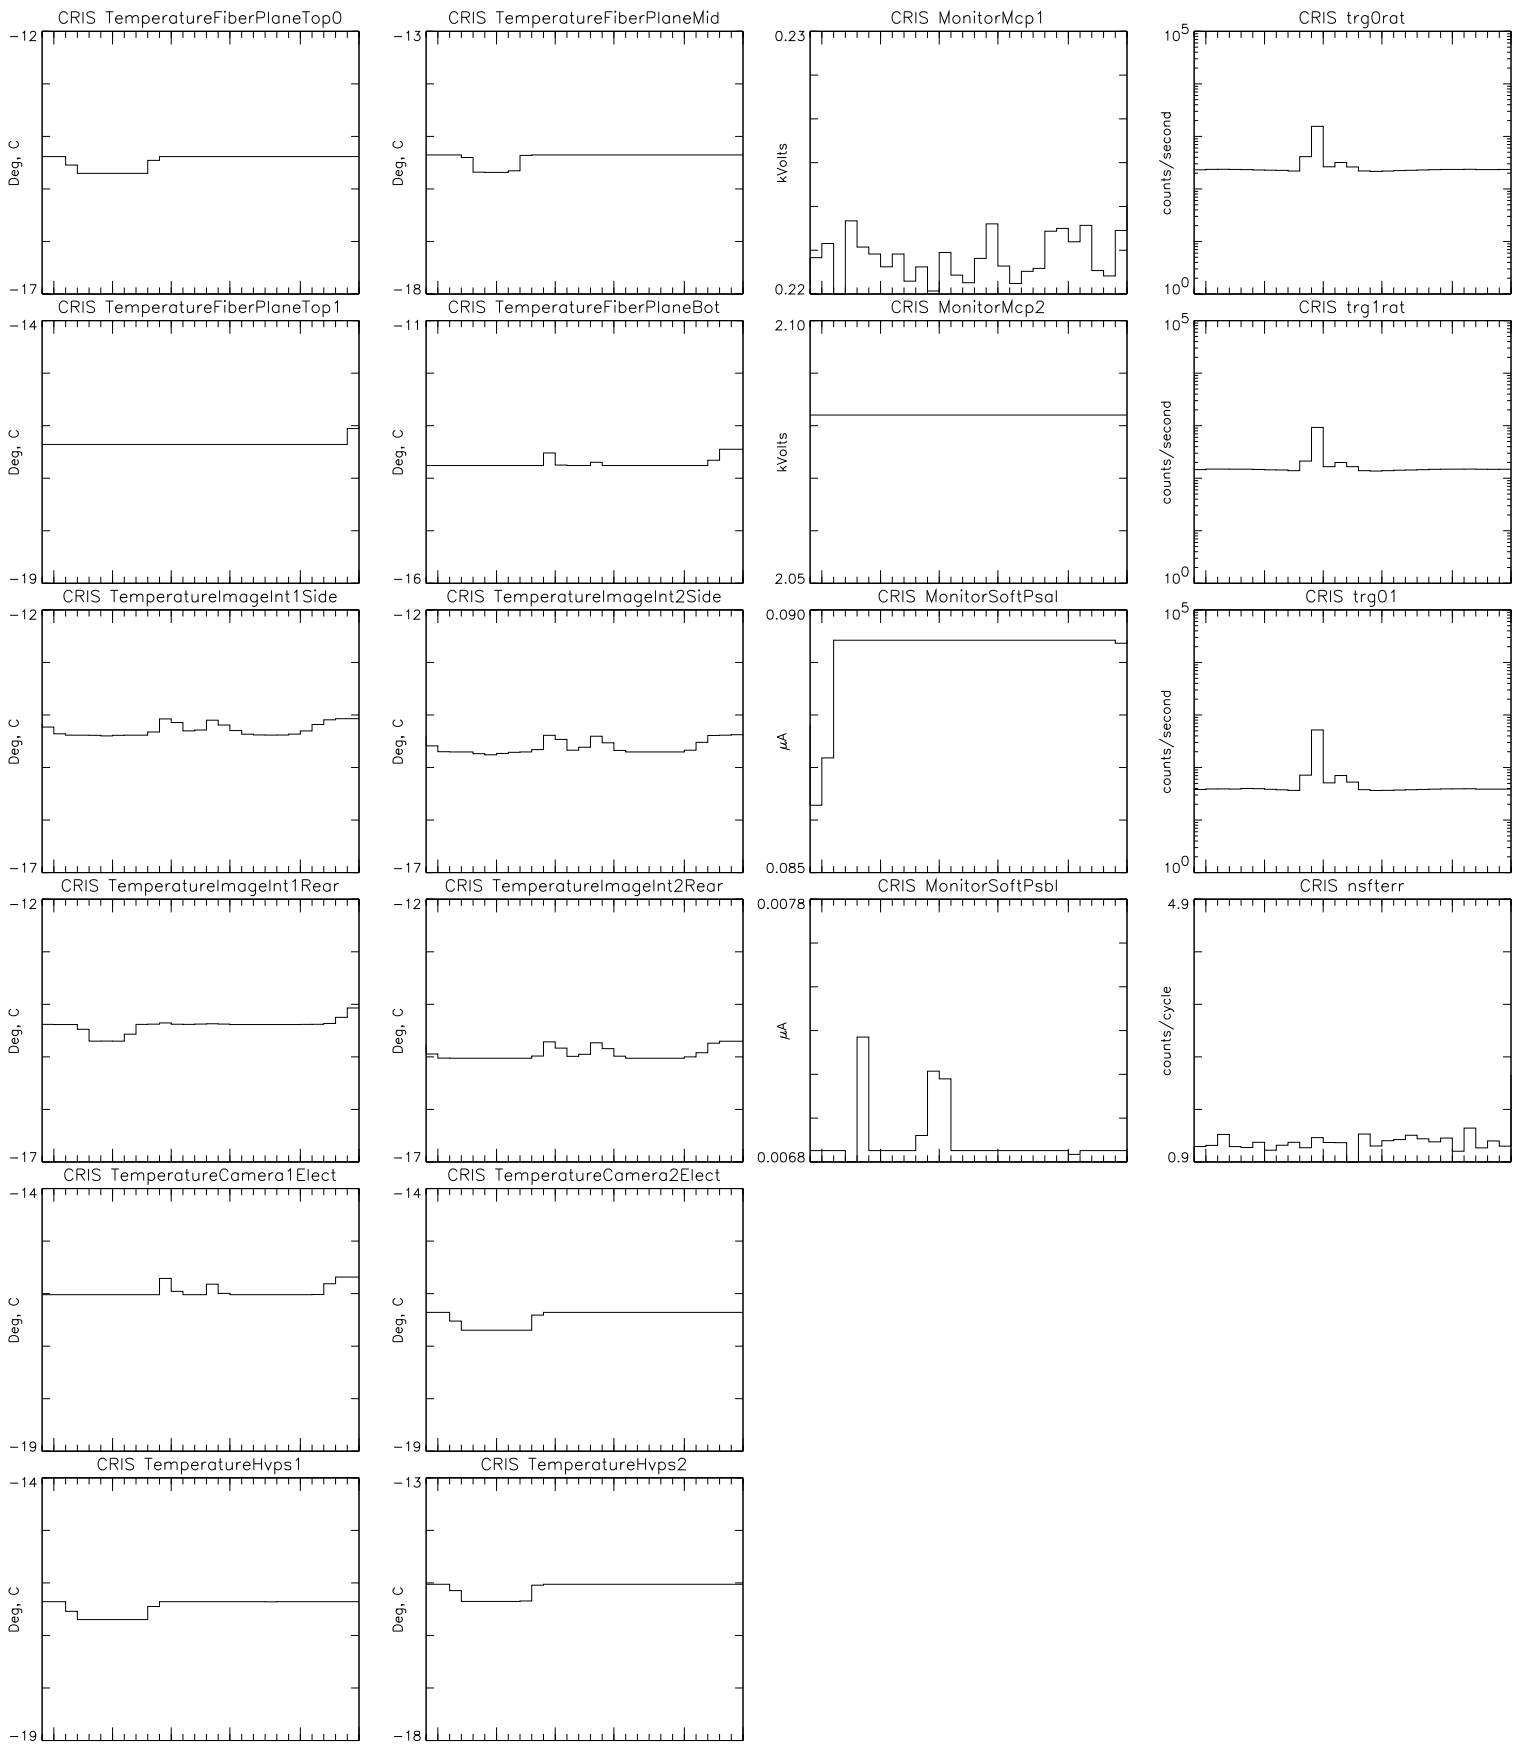 CRIS TemperatureFiberPlaneTop0
-12
Deg, C
-17
CRIS TemperatureFiberPlaneMid
-13
Deg, C
-18
CRIS MonitorMcp1
0.23
kVolts
0.22
CRIS trg0rat
10^5
counts/second
10^0
CRIS TemperatureFiberPlaneTop1
-14
Deg, C
-19
CRIS TemperatureFiberPlaneBot
-11
Deg, C
-16
CRIS MonitorMcp2
2.10
kVolts
2.05
CRIS trg1rat
10^5
counts/second
10^0
CRIS TemperatureImageInt1Side
-12
Deg, C
-17
CRIS TemperatureImageInt2Side
-12
Deg, C
-17
CRIS MonitorSoftPsaI
0.090
μA
0.085
CRIS trg01
10^5
counts/second
10^0
CRIS TemperatureImageInt1Rear
-12
Deg, C
-17
CRIS TemperatureImageInt2Rear
-12
Deg, C
-17
CRIS MonitorSoftPsbI
0.0078
μA
0.0068
CRIS nsfterr
4.9
counts/cycle
0.9
CRIS TemperatureCamera1Elect
-14
Deg, C
-19
CRIS TemperatureCamera2Elect
-14
Deg, C
-19
CRIS TemperatureHvps1
-14
Deg, C
-19
CRIS TemperatureHvps2
-13
Deg, C
-18